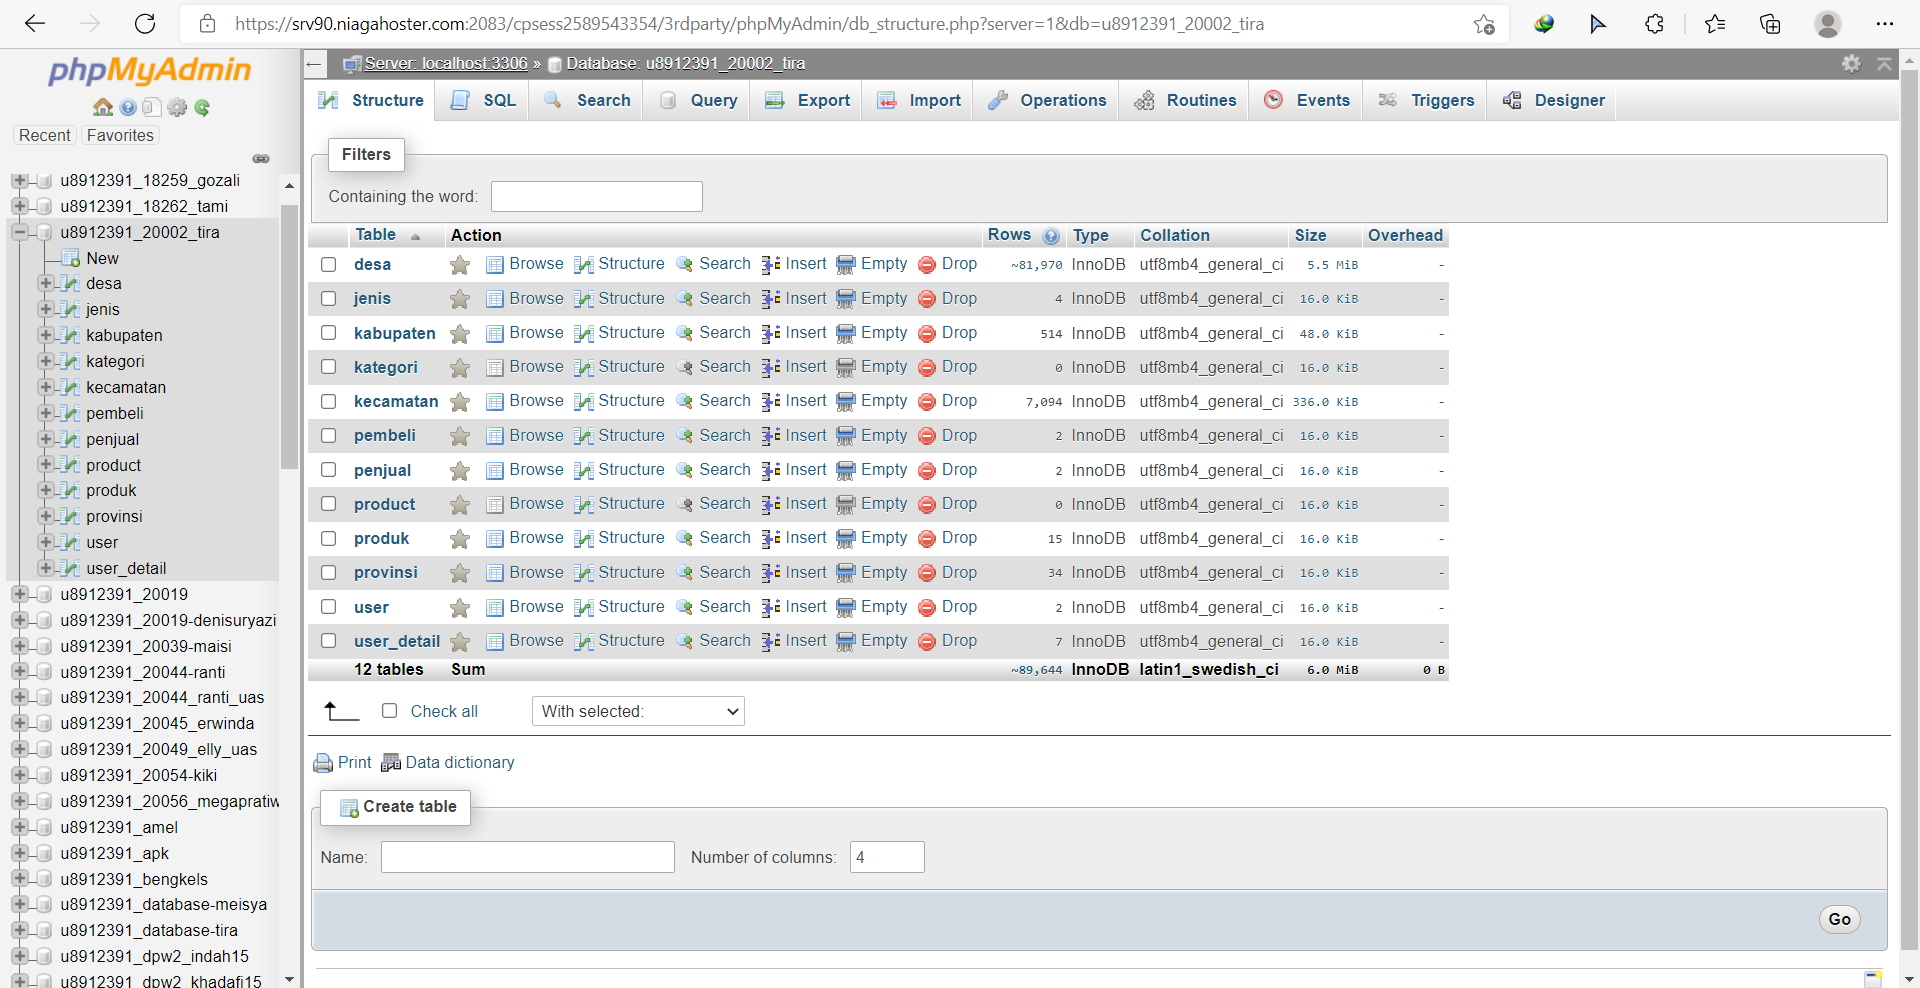 https://srv90.niagahoster.com:2083/cpsess2589543354/3rdparty/phpMyAdmin/db_structure.php?server=1&db=u8912391_20002_tira
phpMyAdmin
Recent Favorites
u8912391_18259_gozali
u8912391_18262_tami
u8912391_20002_tira
New
desa
jenis
kabupaten
kategori
kecamatan
pembeli
penjual
product
produk
provinsi
user
user_detail
u8912391_20019
u8912391_20019-denisuryazi
u8912391_20039-maisi
u8912391_20044-ranti
u8912391_20044_ranti_uas
u8912391_20045_erwinda
u8912391_20049_elly_uas
u8912391_20054-kiki
u8912391_20056_megapratiw
u8912391_amel
u8912391_apk
u8912391_bengkels
u8912391_database-meisya
u8912391_database-tira
u8912391_dpw2_indah15
u8912391_dpw2_khadafi15
Server: localhost:3306 » Database: u8912391_20002_tira
Structure SQL Search Query Export Import Operations Routines Events Triggers Designer
Filters
Containing the word:
Table Action Rows Type Collation Size Overhead
desa Browse Structure Search Insert Empty Drop ~81,970 InnoDB utf8mb4_general_ci 5.5 MiB -
jenis Browse Structure Search Insert Empty Drop 4 InnoDB utf8mb4_general_ci 16.0 KiB -
kabupaten Browse Structure Search Insert Empty Drop 514 InnoDB utf8mb4_general_ci 48.0 KiB -
kategori Browse Structure Search Insert Empty Drop 0 InnoDB utf8mb4_general_ci 16.0 KiB -
kecamatan Browse Structure Search Insert Empty Drop 7,094 InnoDB utf8mb4_general_ci 336.0 KiB -
pembeli Browse Structure Search Insert Empty Drop 2 InnoDB utf8mb4_general_ci 16.0 KiB -
penjual Browse Structure Search Insert Empty Drop 2 InnoDB utf8mb4_general_ci 16.0 KiB -
product Browse Structure Search Insert Empty Drop 0 InnoDB utf8mb4_general_ci 16.0 KiB -
produk Browse Structure Search Insert Empty Drop 15 InnoDB utf8mb4_general_ci 16.0 KiB -
provinsi Browse Structure Search Insert Empty Drop 34 InnoDB utf8mb4_general_ci 16.0 KiB -
user Browse Structure Search Insert Empty Drop 2 InnoDB utf8mb4_general_ci 16.0 KiB -
user_detail Browse Structure Search Insert Empty Drop 7 InnoDB utf8mb4_general_ci 16.0 KiB -
12 tables Sum ~89,644 InnoDB latin1_swedish_ci 6.0 MiB 0 B
Check all With selected:
Print Data dictionary
Create table
Name: Number of columns: 4
Go